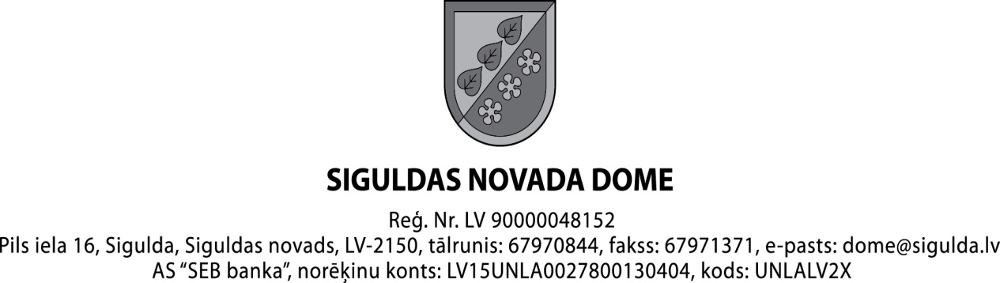 SIGULDAS NOVADA DOME
Reģ. Nr. LV 90000048152
Pils iela 16, Sigulda, Siguldas novads, LV-2150, tālrunis: 67970844, fakss: 67971371, e-pasts: dome@sigulda.lv
AS “SEB banka”, norēķinu konts: LV15UNLA0027800130404, kods: UNLALV2X